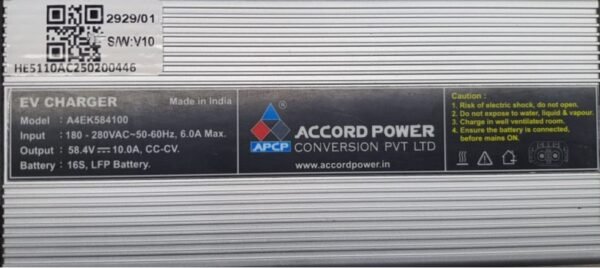 2929/01
S/W:V10
HE5110AC250200446
EV CHARGER Made in India
Model : A4EK584100
Input : 180 - 280VAC~50-60Hz, 6.0A Max.
Output : 58.4V⎓10.0A, CC-CV.
Battery : 16S, LFP Battery.
®
APCP
ACCORD POWER
CONVERSION PVT LTD
www.accordpower.in
Caution :
1. Risk of electric shock, do not open.
2. Do not expose to water, liquid & vapour.
3. Charge in well ventilated room.
4. Ensure the battery is connected,
before mains ON.